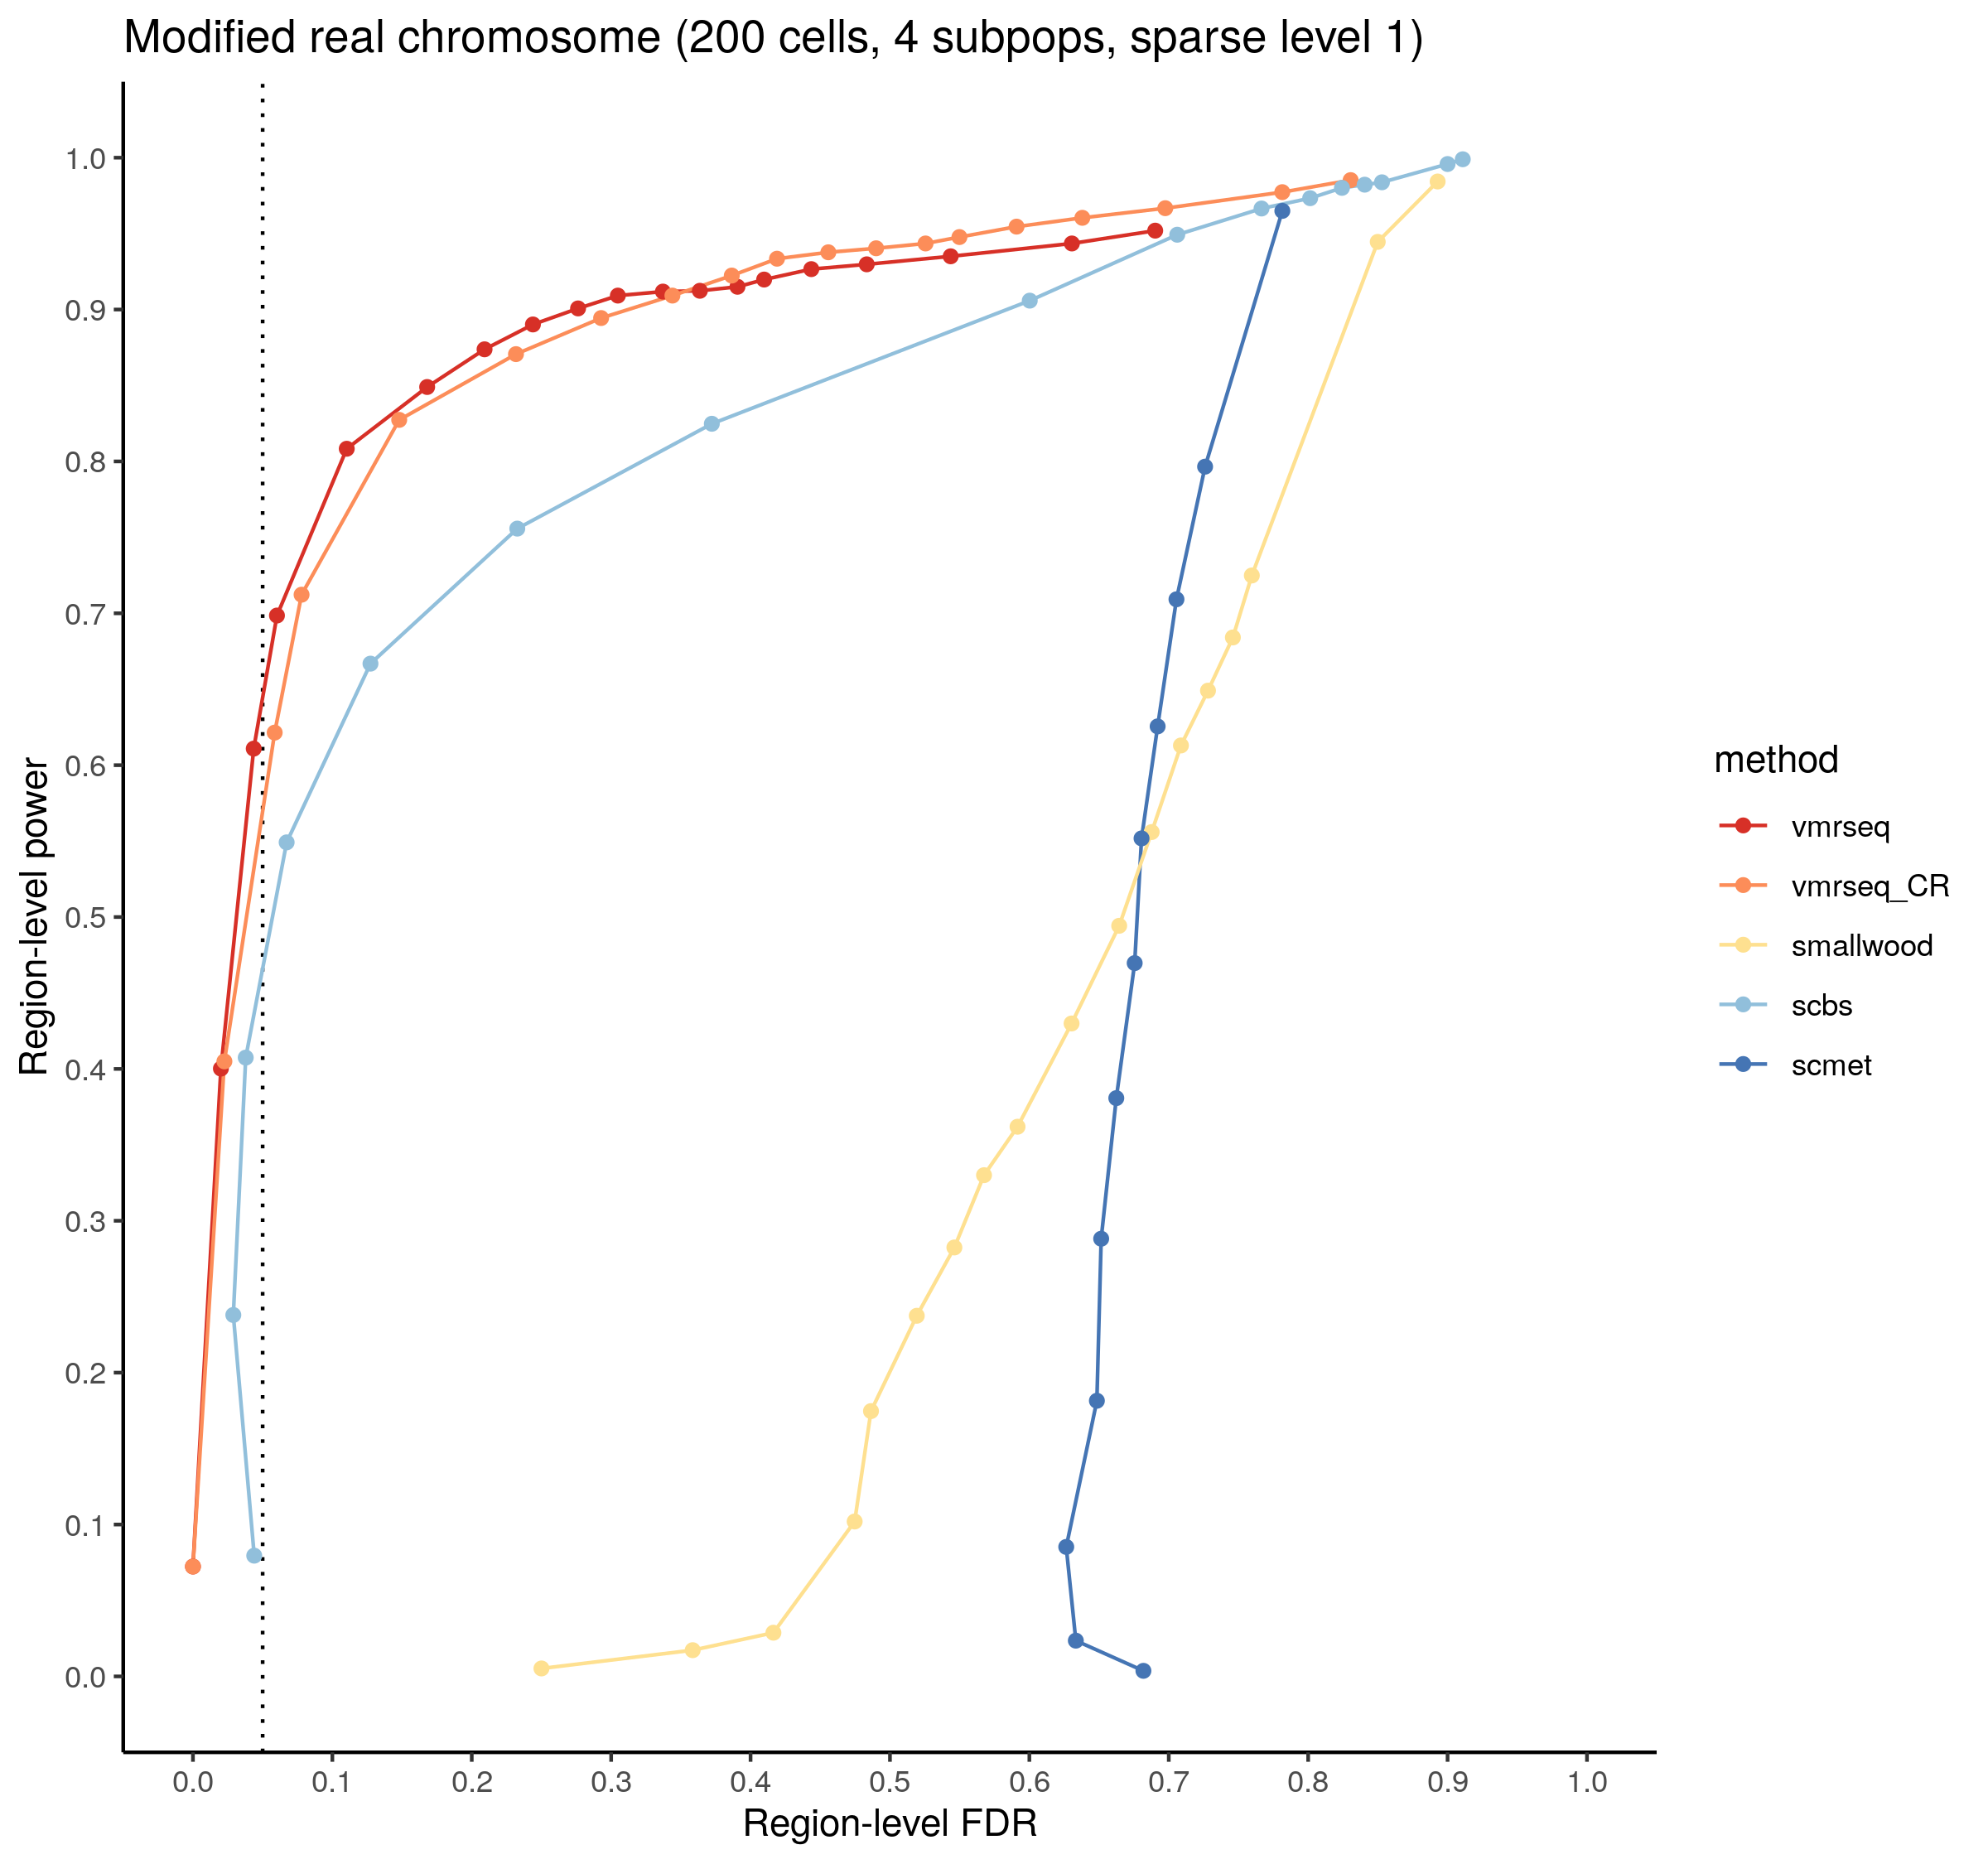 Modified real chromosome (200 cells, 4 subpops, sparse level 1)
Region-level power
1.0
0.9
0.8
0.7
0.6
0.5
0.4
0.3
0.2
0.1
0.0
0.0 0.1 0.2 0.3 0.4 0.5 0.6 0.7 0.8 0.9 1.0
Region-level FDR
method
vmrseq
vmrseq_CR
smallwood
scbs
scmet